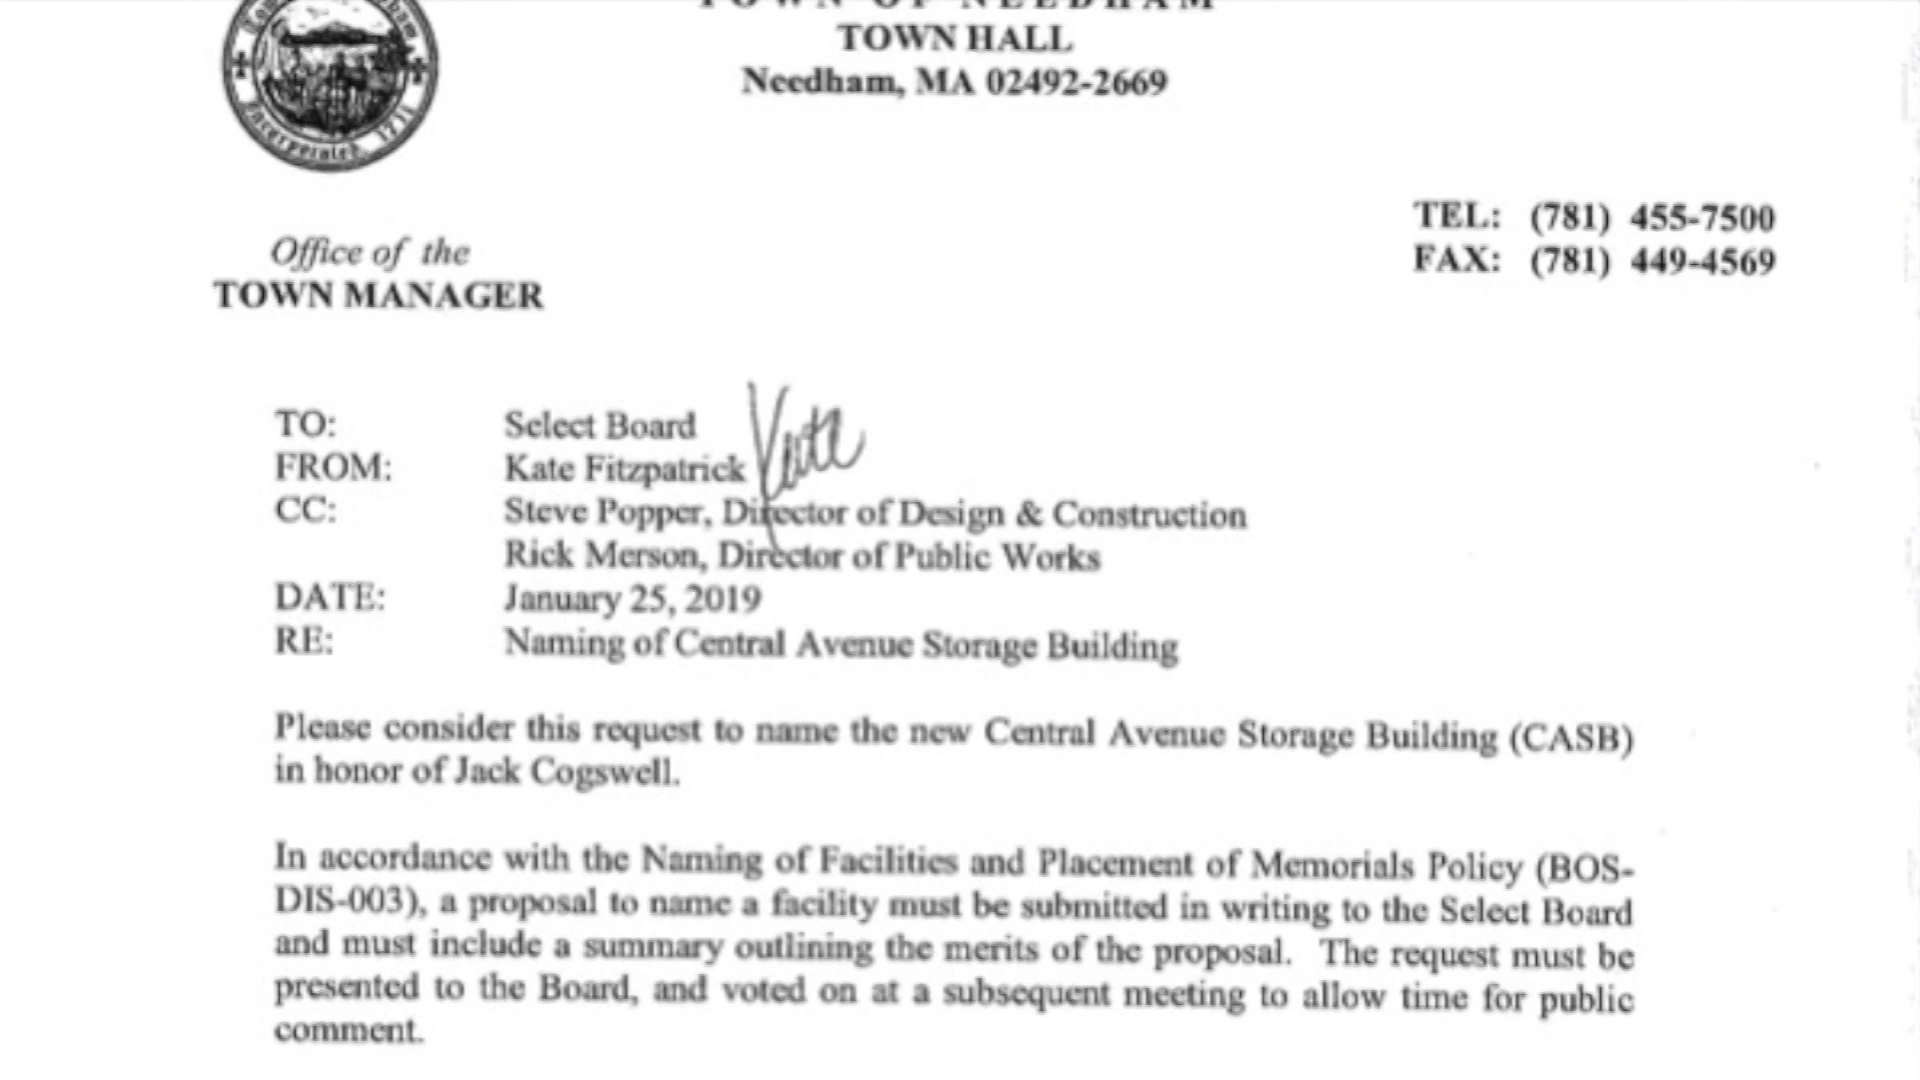 TOWN OF NEEDHAM
TOWN HALL
Needham, MA 02492-2669
Incorporated 1711
TEL: (781) 455-7500
FAX: (781) 449-4569
Office of the
TOWN MANAGER
TO: Select Board
FROM: Kate Fitzpatrick Kate
CC: Steve Popper, Director of Design & Construction
Rick Merson, Director of Public Works
DATE: January 25, 2019
RE: Naming of Central Avenue Storage Building
Please consider this request to name the new Central Avenue Storage Building (CASB)
in honor of Jack Cogswell.
In accordance with the Naming of Facilities and Placement of Memorials Policy (BOS-
DIS-003), a proposal to name a facility must be submitted in writing to the Select Board
and must include a summary outlining the merits of the proposal. The request must be
presented to the Board, and voted on at a subsequent meeting to allow time for public
comment.